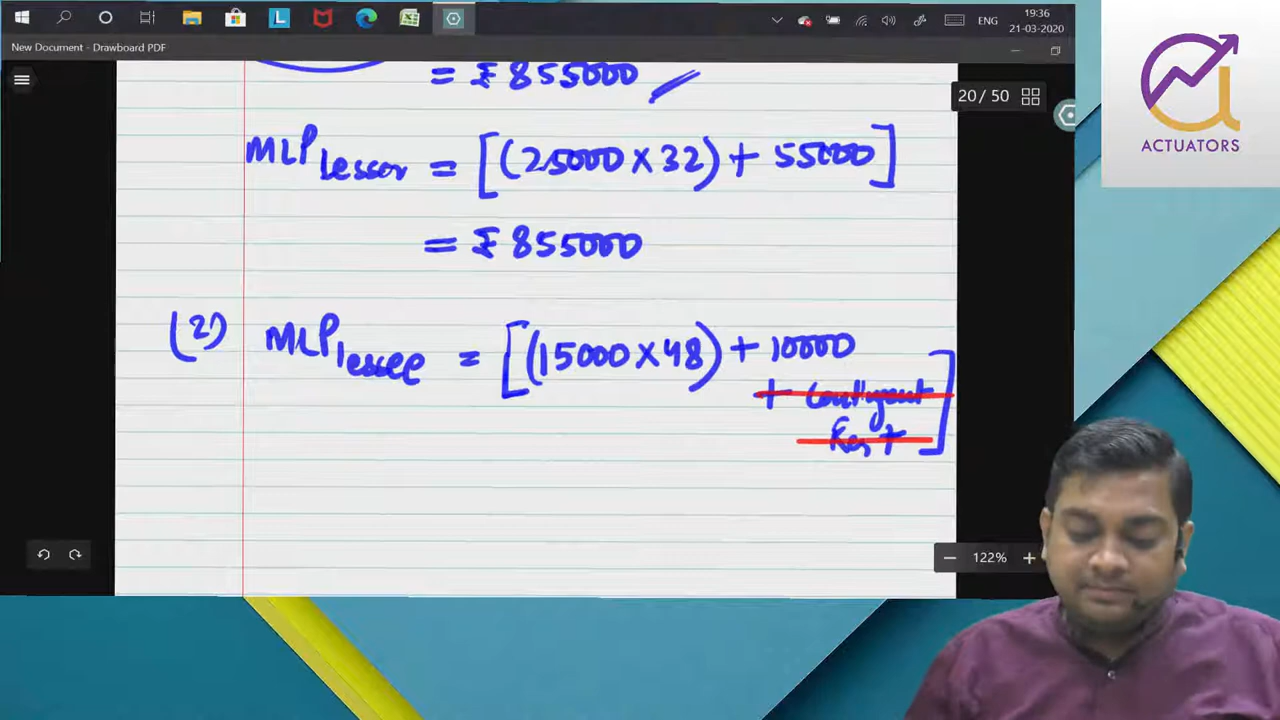 19:36
ENG
21-03-2020
New Document - Drawboard PDF
= ₹855000
20 / 50
MLP lessor = [(25000 × 32) + 55000]
= ₹855000
(2) MLP lessee = [(15000 × 48) + 10000
+ Contingent
Rent]
122%
ACTUATORS